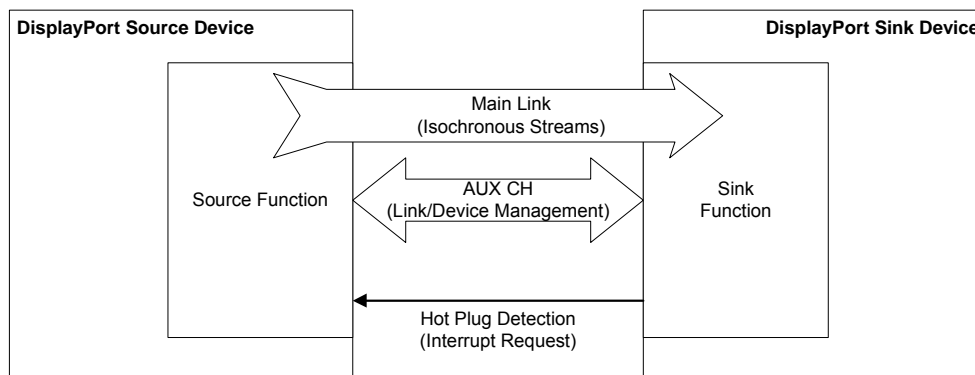 DisplayPort Source Device
DisplayPort Sink Device
Main Link
(Isochronous Streams)
Source Function
AUX CH
(Link/Device Management)
Sink
Function
Hot Plug Detection
(Interrupt Request)